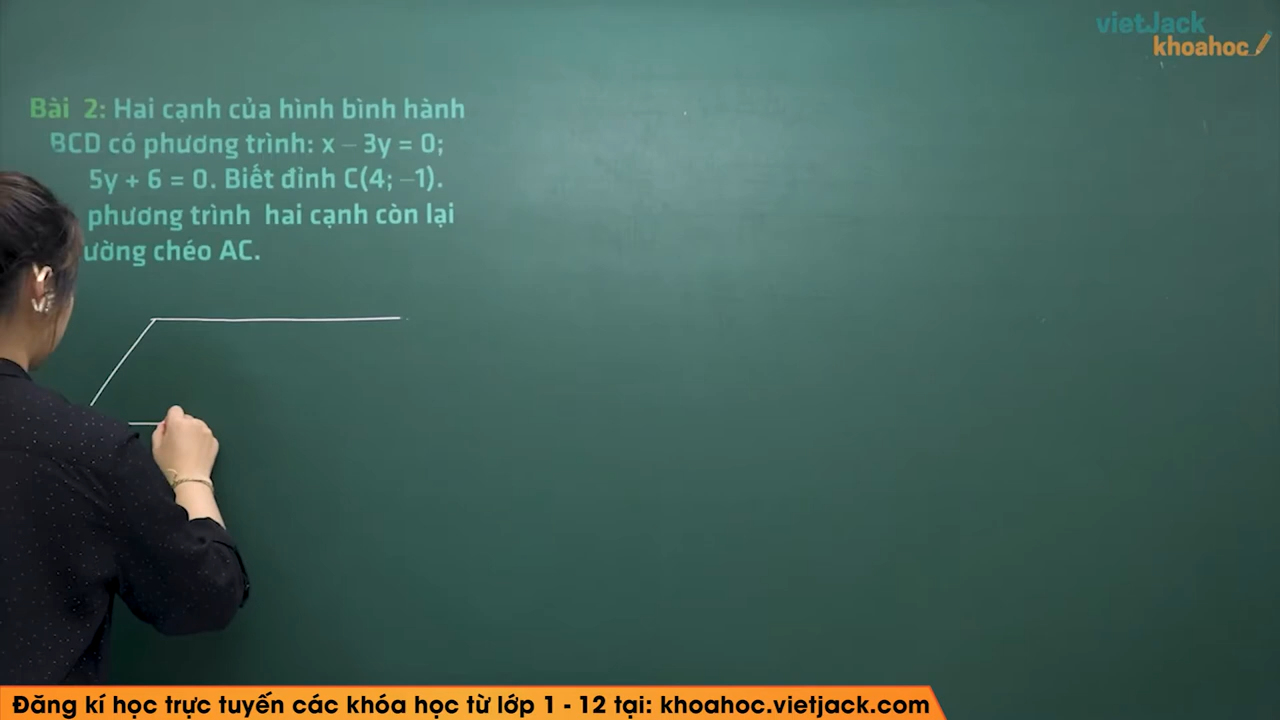 vietJack
khoahoc
Bài 2: Hai cạnh của hình bình hành
BCD có phương trình: x – 3y = 0;
5y + 6 = 0. Biết đỉnh C(4; –1).
phương trình hai cạnh còn lại
ường chéo AC.
Đăng kí học trực tuyến các khóa học từ lớp 1 - 12 tại: khoahoc.vietjack.com